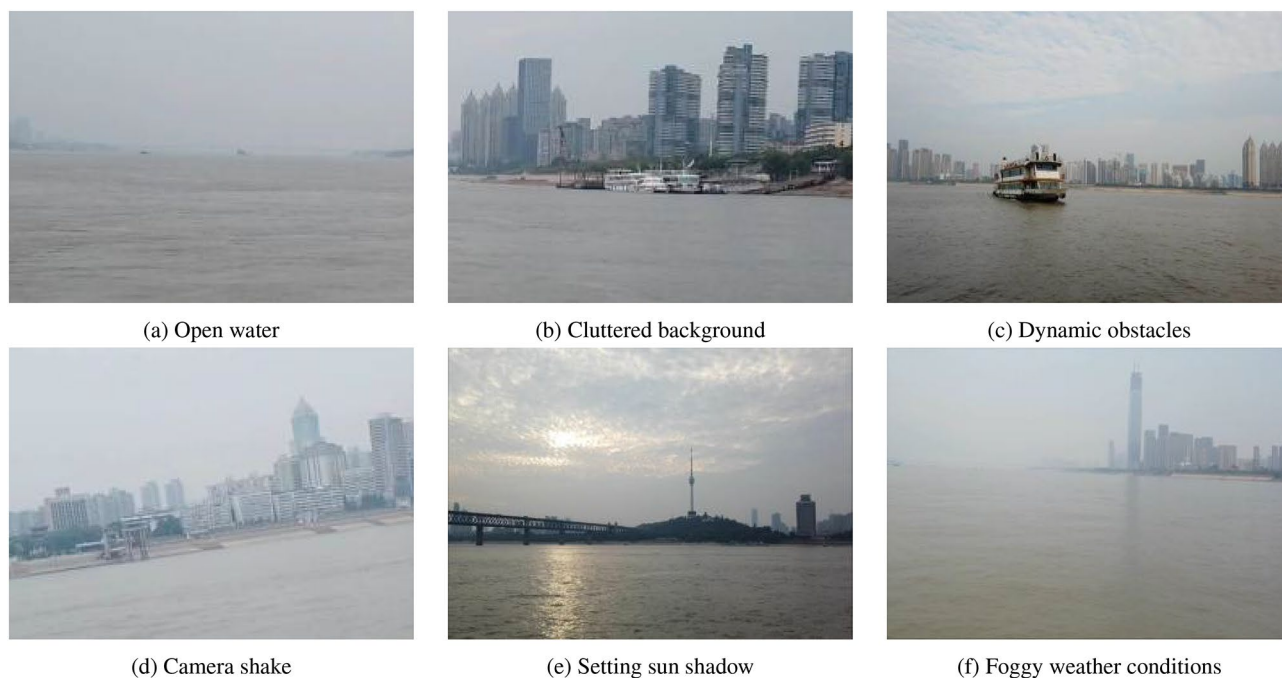 (a) Open water
(b) Cluttered background
(c) Dynamic obstacles
(d) Camera shake
(e) Setting sun shadow
(f) Foggy weather conditions